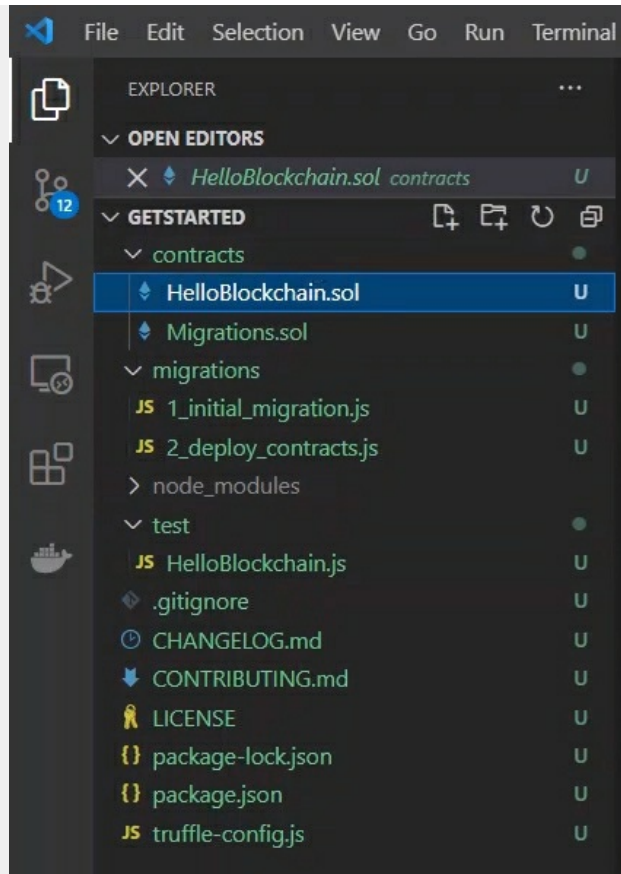 File Edit Selection View Go Run Terminal
EXPLORER
OPEN EDITORS
HelloBlockchain.sol contracts U
12
GETSTARTED
contracts
HelloBlockchain.sol U
Migrations.sol U
migrations
JS 1_initial_migration.js U
JS 2_deploy_contracts.js U
node_modules
test
JS HelloBlockchain.js U
.gitignore U
CHANGELOG.md U
CONTRIBUTING.md U
LICENSE U
{} package-lock.json U
{} package.json U
JS truffle-config.js U